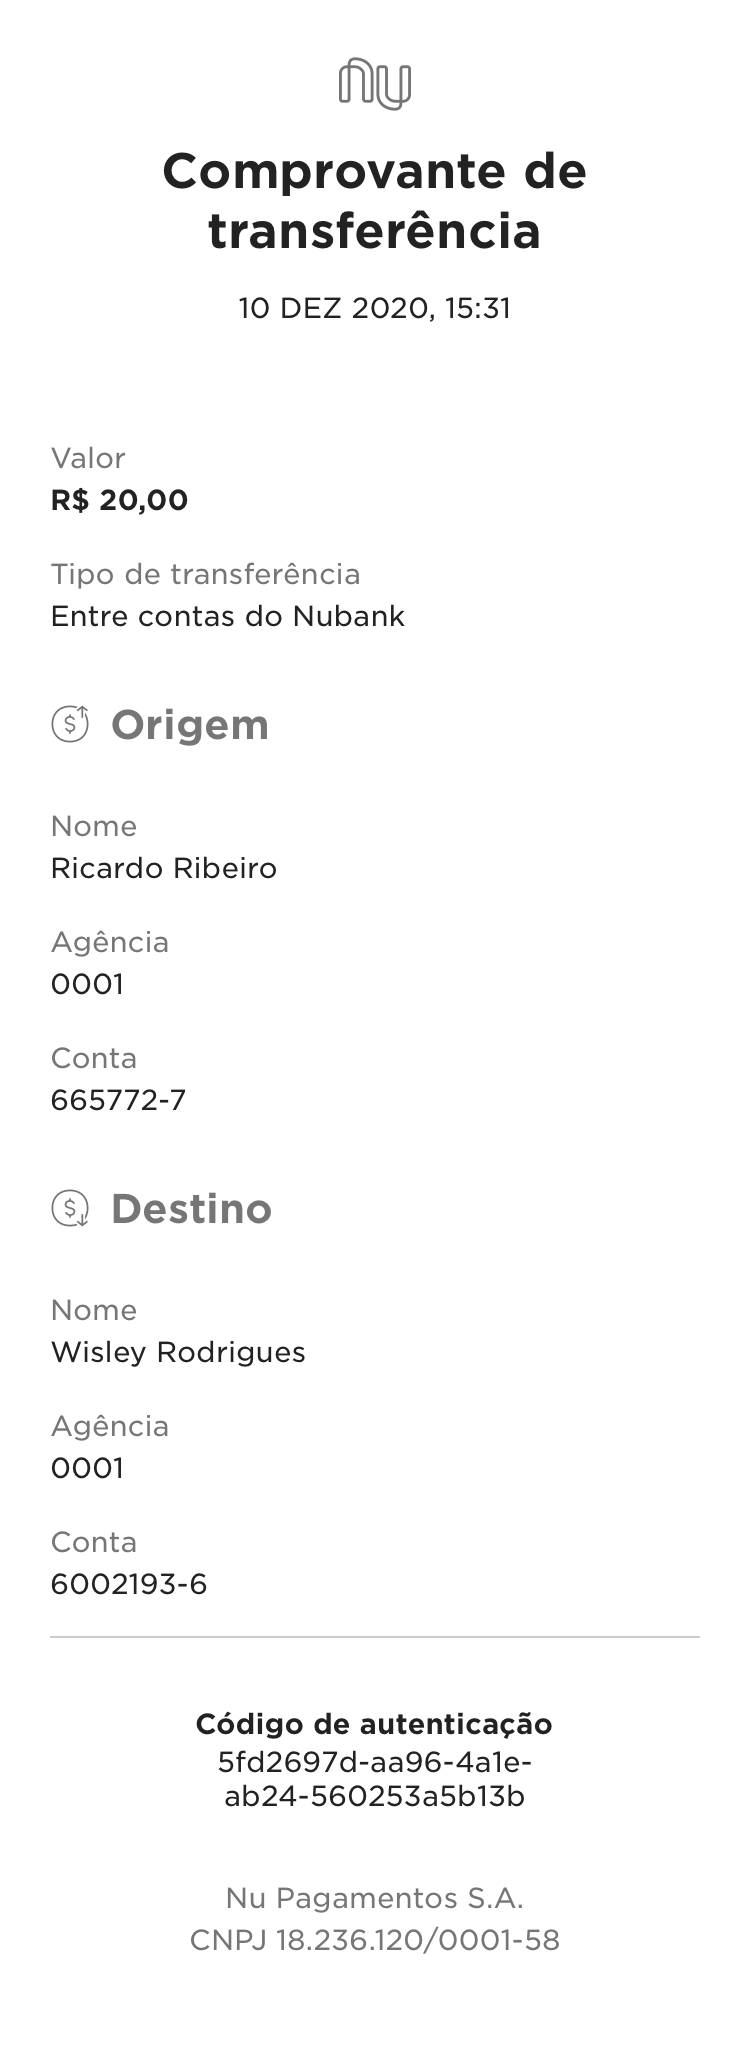 nu
Comprovante de
transferência
10 DEZ 2020, 15:31
Valor
R$ 20,00
Tipo de transferência
Entre contas do Nubank
Origem
Nome
Ricardo Ribeiro
Agência
0001
Conta
665772-7
Destino
Nome
Wisley Rodrigues
Agência
0001
Conta
6002193-6
Código de autenticação
5fd2697d-aa96-4a1e-
ab24-560253a5b13b
Nu Pagamentos S.A.
CNPJ 18.236.120/0001-58